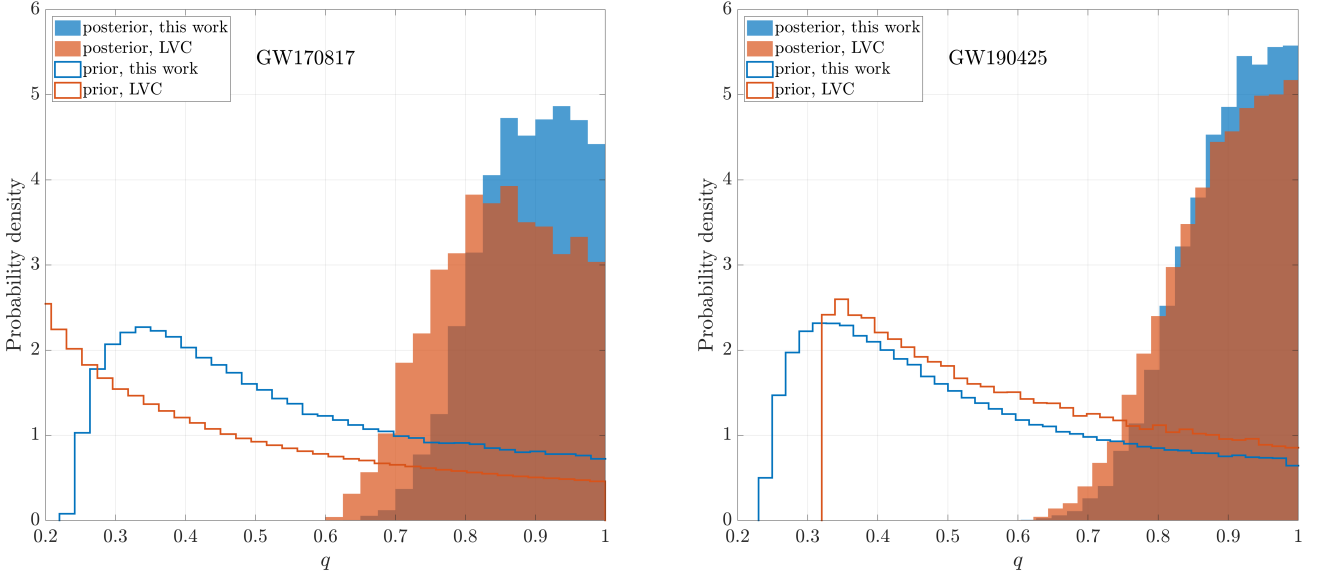 6
5
4
3
2
1
0
Probability density
posterior, this work
posterior, LVC
prior, this work
prior, LVC
GW170817
0.2 0.3 0.4 0.5 0.6 0.7 0.8 0.9 1
q
6
5
4
3
2
1
0
Probability density
posterior, this work
posterior, LVC
prior, this work
prior, LVC
GW190425
0.2 0.3 0.4 0.5 0.6 0.7 0.8 0.9 1
q